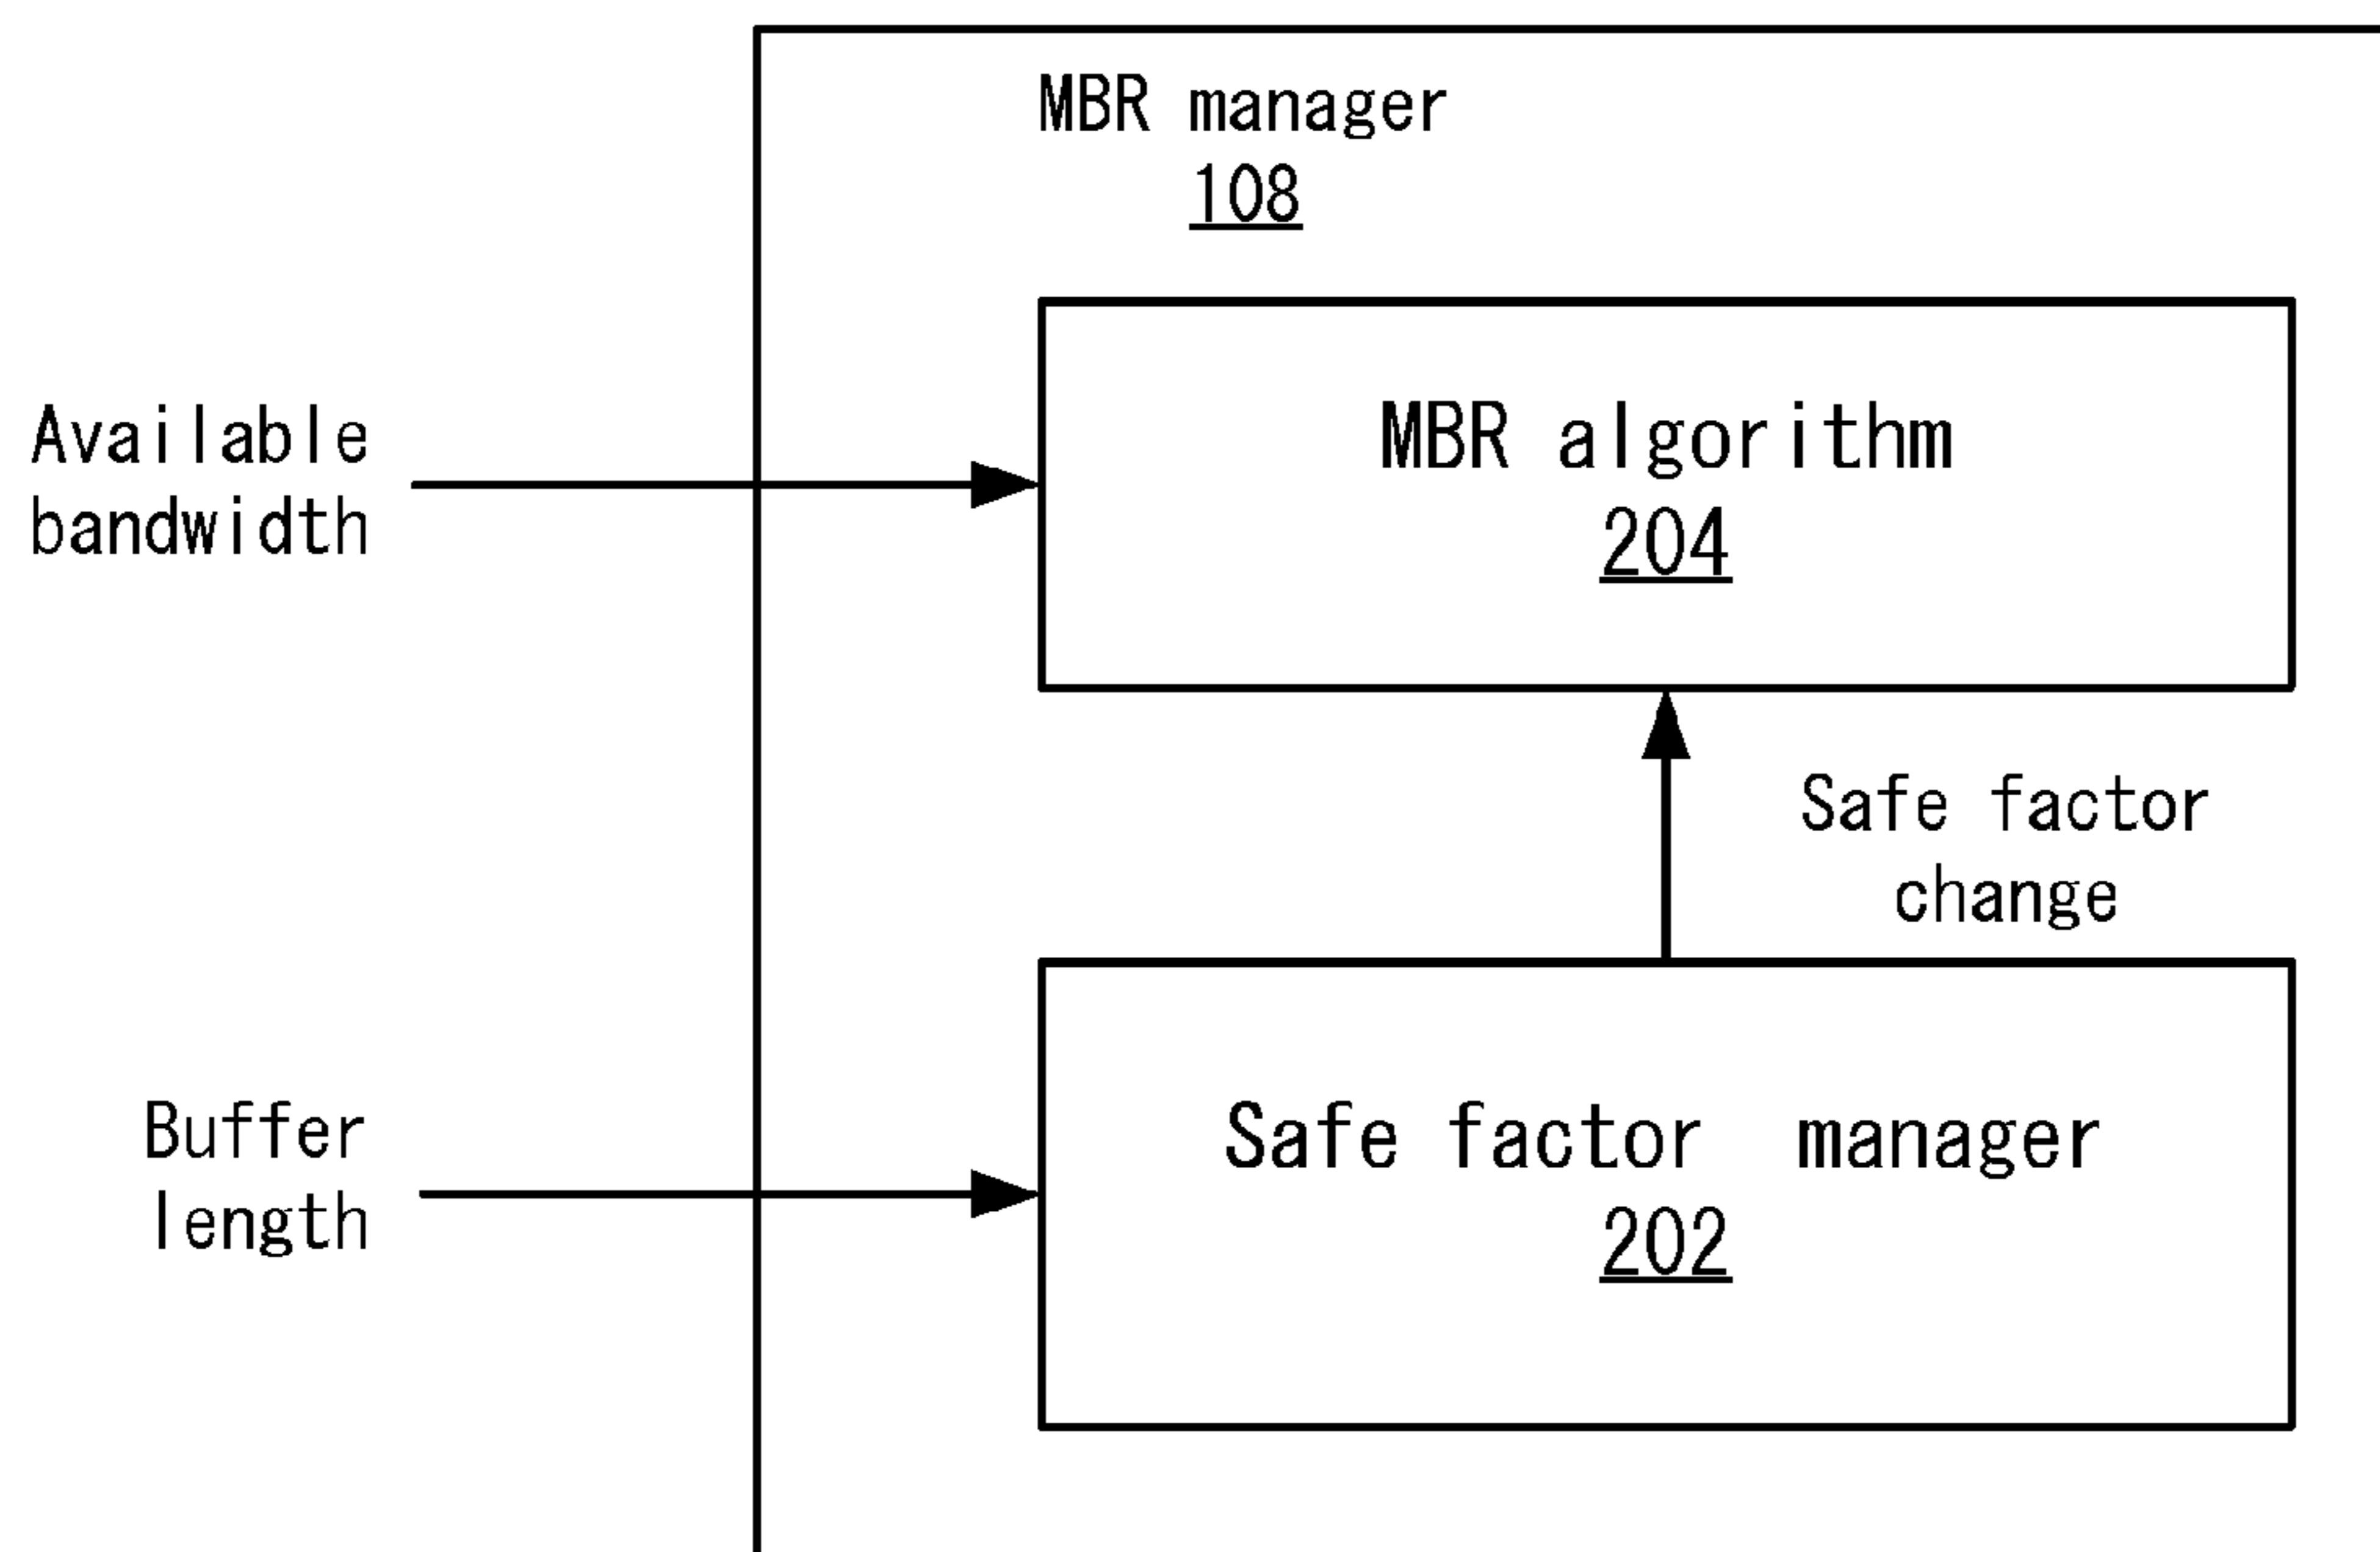 MBR manager
108
Available
bandwidth
MBR algorithm
204
Safe factor
change
Buffer
length
Safe factor manager
202